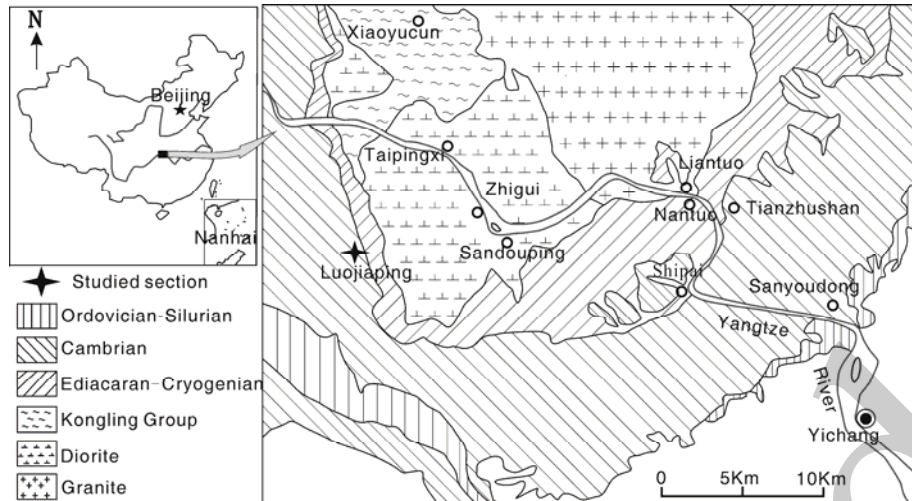 N
Beijing
Nanhai
Studied section
Ordovician-Silurian
Cambrian
Ediacaran-Cryogenian
Kongling Group
Diorite
Granite
Xiaoyucun
Taipingxi
Zhigui
Liantuo
Nantuo
Tianzhushan
Sandouping
Luojiaping
Shipai
Sanyoudong
Yangtze
River
Yichang
0 5Km 10Km